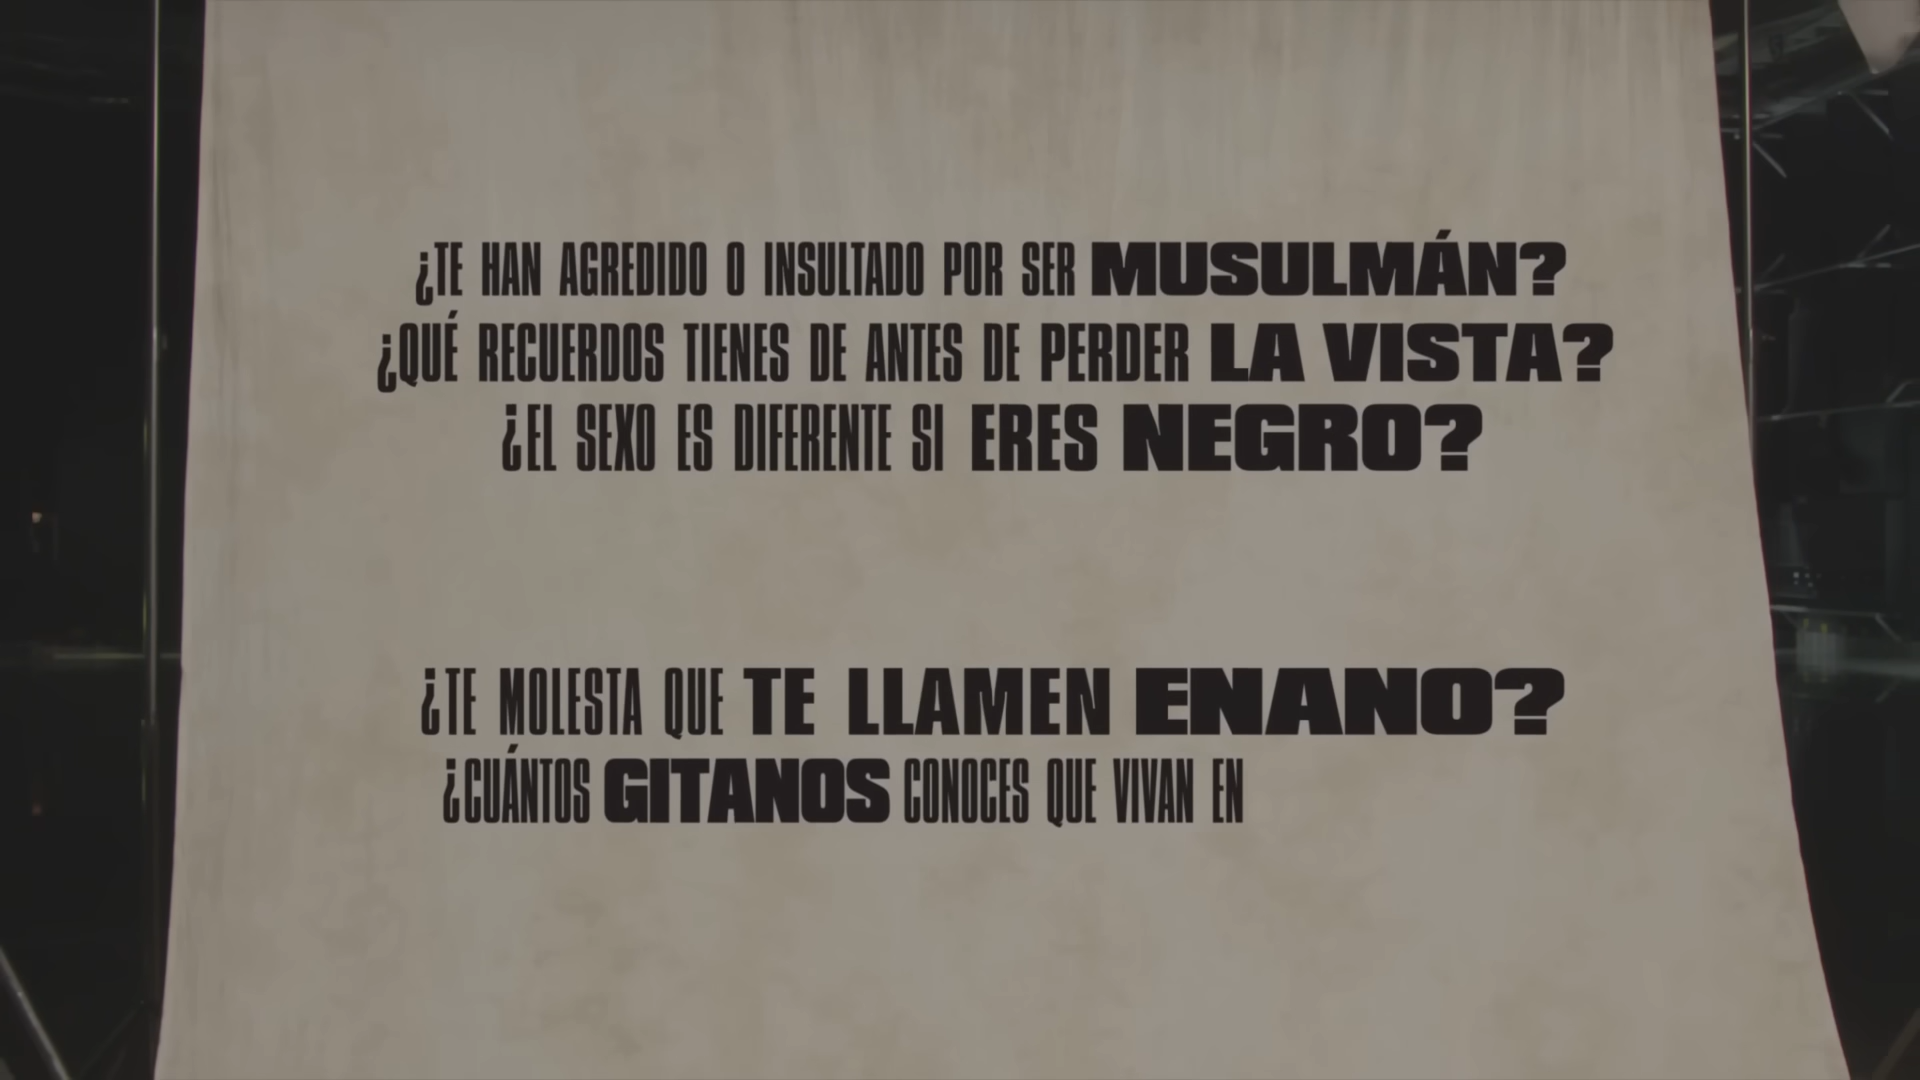 ¿TE HAN AGREDIDO O INSULTADO POR SER MUSULMÁN?
¿QUÉ RECUERDOS TIENES DE ANTES DE PERDER LA VISTA?
¿EL SEXO ES DIFERENTE SI ERES NEGRO?
¿TE MOLESTA QUE TE LLAMEN ENANO?
¿CUÁNTOS GITANOS CONOCES QUE VIVAN EN